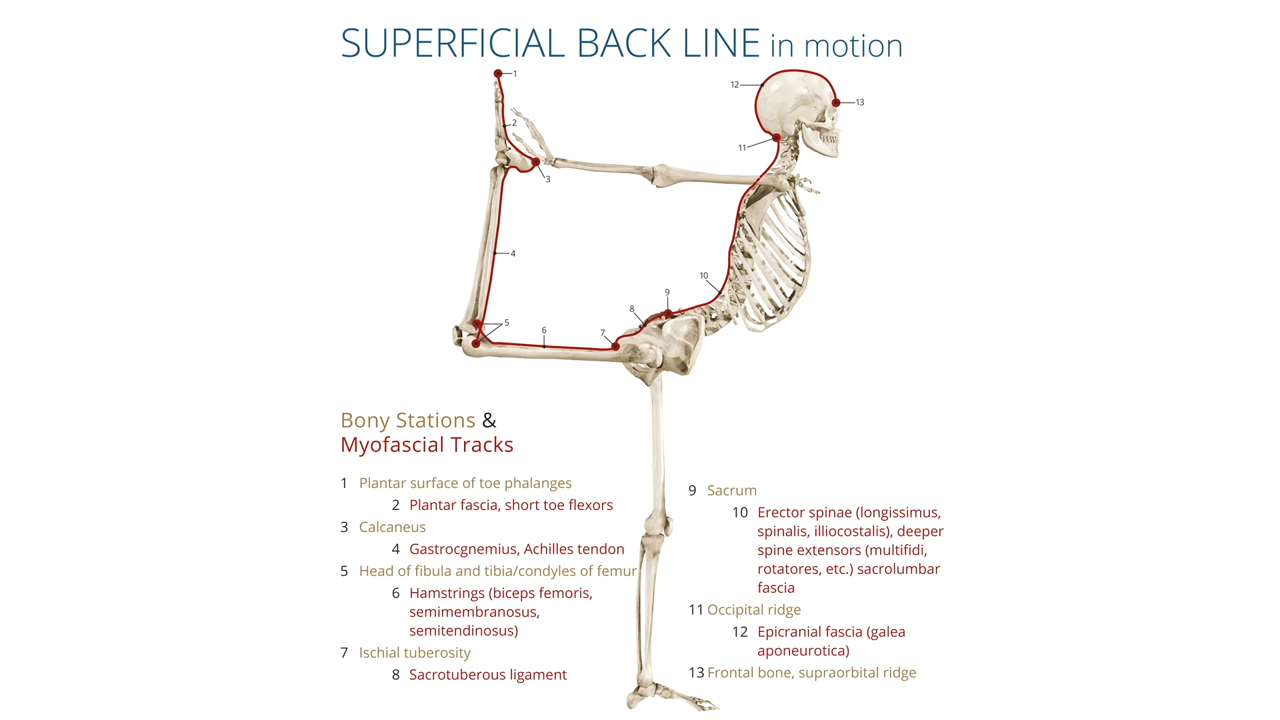 SUPERFICIAL BACK LINE in motion
1
2
3
4
5
6
7
8
9
10
11
12
13
Bony Stations &
Myofascial Tracks
1 Plantar surface of toe phalanges
2 Plantar fascia, short toe flexors
3 Calcaneus
4 Gastrocgnemius, Achilles tendon
5 Head of fibula and tibia/condyles of femur
6 Hamstrings (biceps femoris,
semimembranosus,
semitendinosus)
7 Ischial tuberosity
8 Sacrotuberous ligament
9 Sacrum
10 Erector spinae (longissimus,
spinalis, illiocostalis), deeper
spine extensors (multifidi,
rotatores, etc.) sacrolumbar
fascia
11 Occipital ridge
12 Epicranial fascia (galea
aponeurotica)
13 Frontal bone, supraorbital ridge